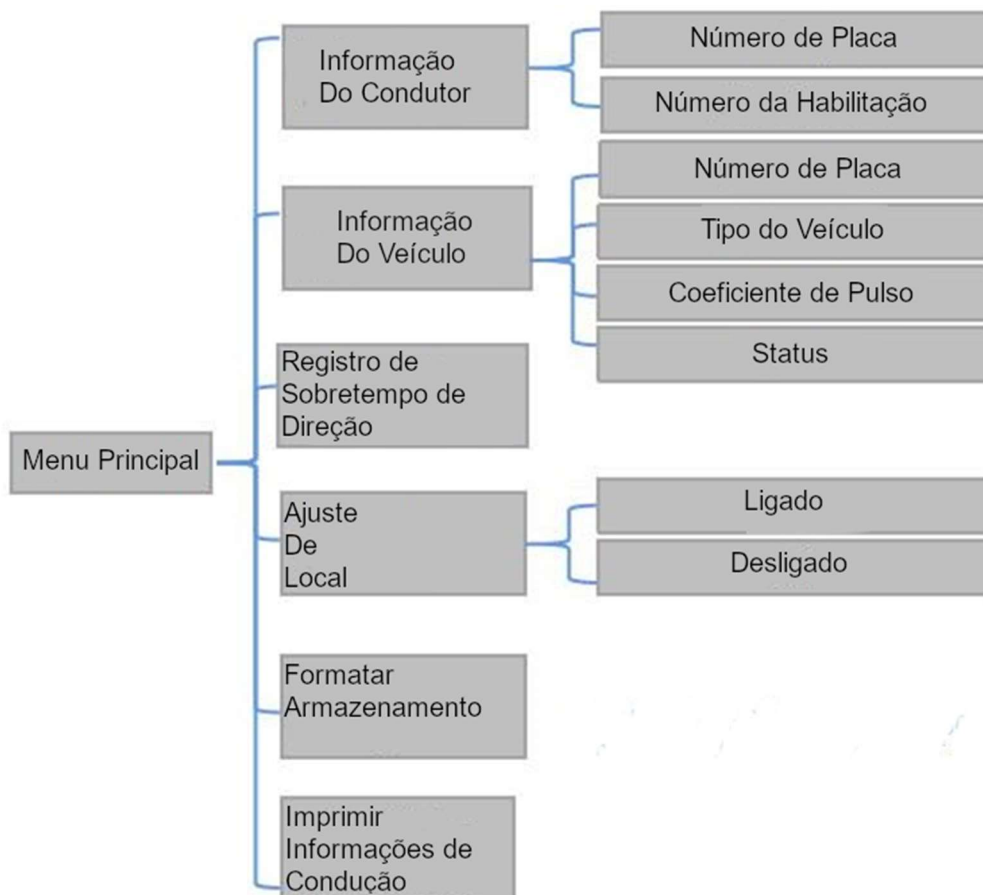 Menu Principal
Informação
Do Condutor
Número de Placa
Número da Habilitação
Informação
Do Veículo
Número de Placa
Tipo do Veículo
Coeficiente de Pulso
Status
Registro de
Sobretempo de
Direção
Ajuste
De
Local
Ligado
Desligado
Formatar
Armazenamento
Imprimir
Informações de
Condução